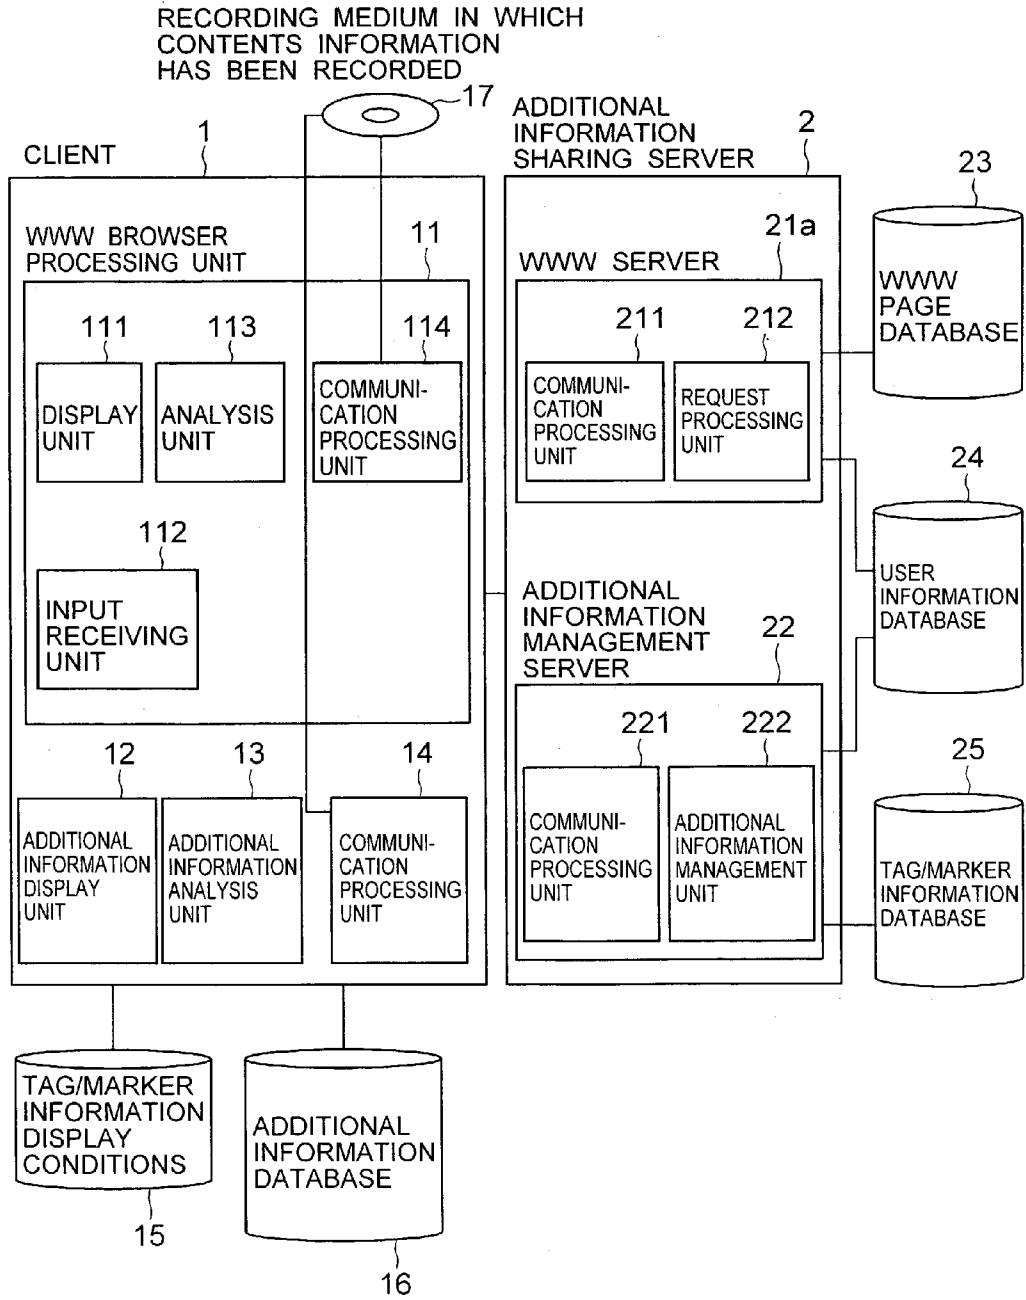 RECORDING MEDIUM IN WHICH
CONTENTS INFORMATION
HAS BEEN RECORDED
17
CLIENT
1
ADDITIONAL
INFORMATION
SHARING SERVER
2
23
WWW
PAGE
DATABASE
WWW BROWSER
PROCESSING UNIT
11
111
DISPLAY
UNIT
113
ANALYSIS
UNIT
114
COMMUNI-
CATION
PROCESSING
UNIT
112
INPUT
RECEIVING
UNIT
WWW SERVER
21a
211
COMMUNI-
CATION
PROCESSING
UNIT
212
REQUEST
PROCESSING
UNIT
24
USER
INFORMATION
DATABASE
ADDITIONAL
INFORMATION
MANAGEMENT
SERVER
22
221
COMMUNI-
CATION
PROCESSING
UNIT
222
ADDITIONAL
INFORMATION
MANAGEMENT
UNIT
25
TAG/MARKER
INFORMATION
DATABASE
12
ADDITIONAL
INFORMATION
DISPLAY
UNIT
13
ADDITIONAL
INFORMATION
ANALYSIS
UNIT
14
COMMUNI-
CATION
PROCESSING
UNIT
TAG/MARKER
INFORMATION
DISPLAY
CONDITIONS
15
ADDITIONAL
INFORMATION
DATABASE
16